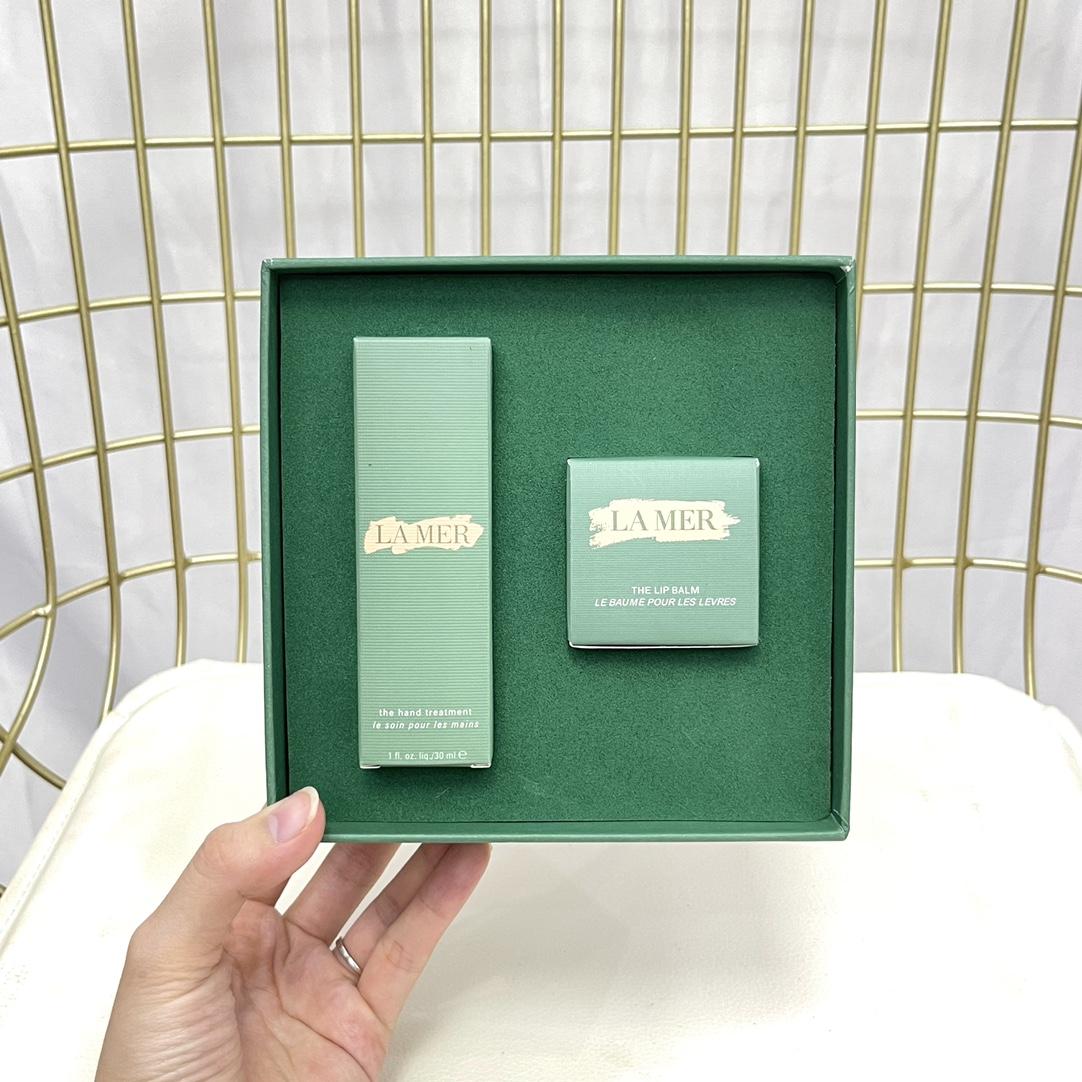 LA MER
the hand treatment
le soin pour les mains
1 fl. oz. liq./30 ml ℮
LA MER
THE LIP BALM
LE BAUME POUR LES LÈVRES